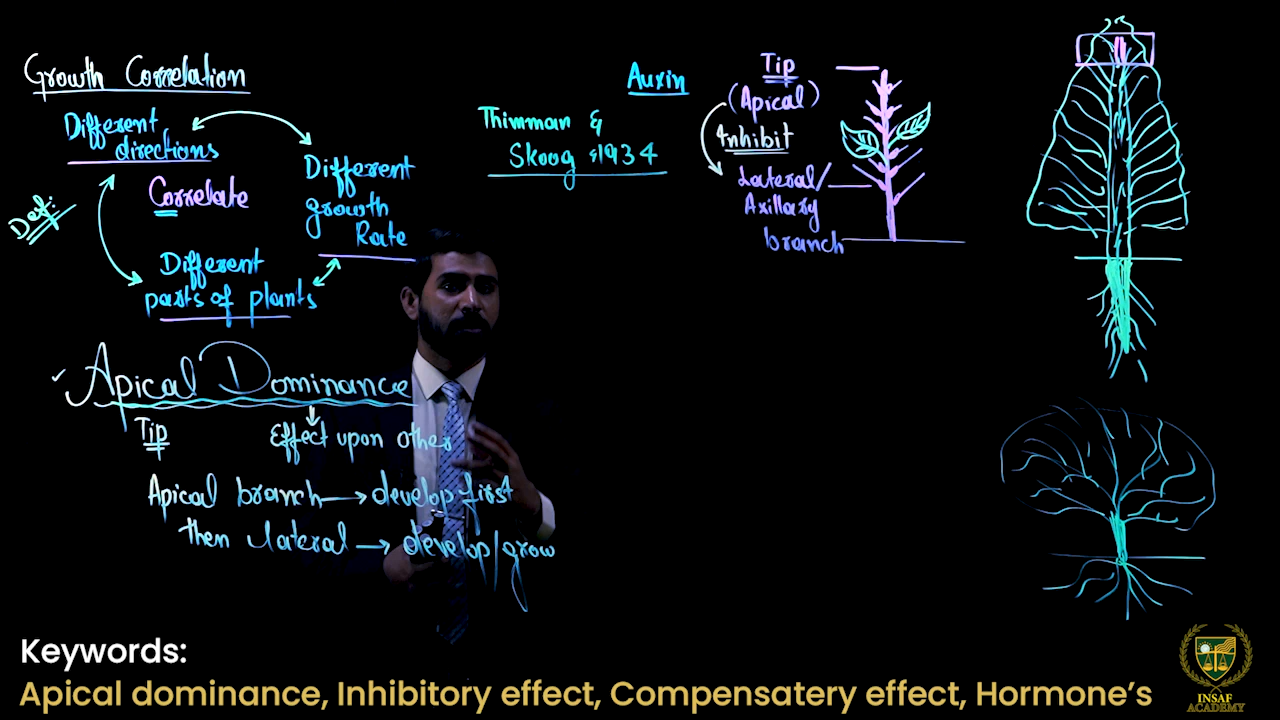 Growth Correlation
Different
directions
Correlate
Def:
Different
growth
Rate
Different
parts of plants
Apical Dominance
Tip
Effect upon other
Apical branch → develop first
then lateral → develop/grow
Auxin
Thimman &
Skoog 1934
Tip
(Apical)
Inhibit
Lateral/
Axillary
branch
Keywords:
Apical dominance, Inhibitory effect, Compensatery effect, Hormone's
INSAF
ACADEMY